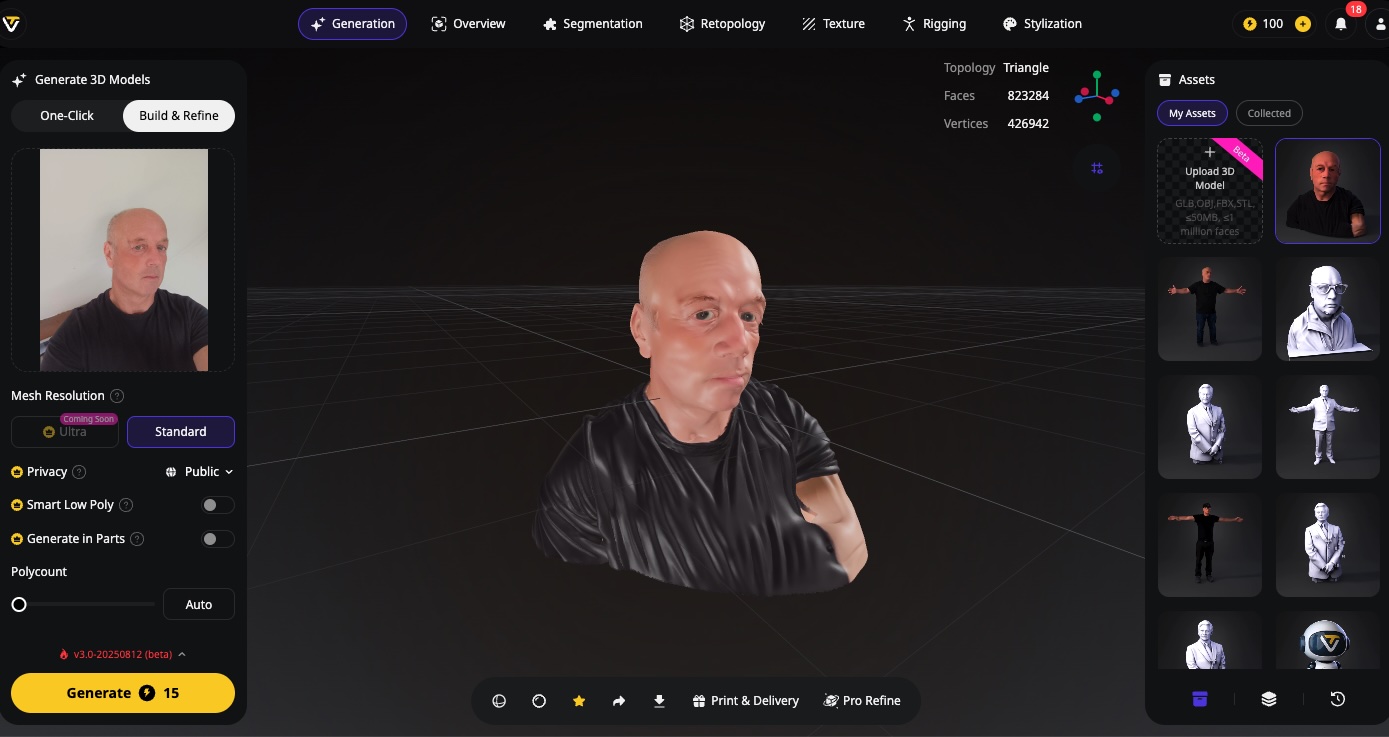 Generation
Overview
Segmentation
Retopology
Texture
Rigging
Stylization
100
18
Generate 3D Models
One-Click
Build & Refine
Mesh Resolution ?
Coming Soon
Ultra
Standard
Privacy ?
Public
Smart Low Poly ?
Generate in Parts ?
Polycount
Auto
v3.0-20250812 (beta)
Generate 15
Topology Triangle
Faces 823284
Vertices 426942
Print & Delivery
Pro Refine
Assets
My Assets
Collected
Beta
Upload 3D
Model
GLB,OBJ,FBX,STL,
≤50MB, ≤1
million faces